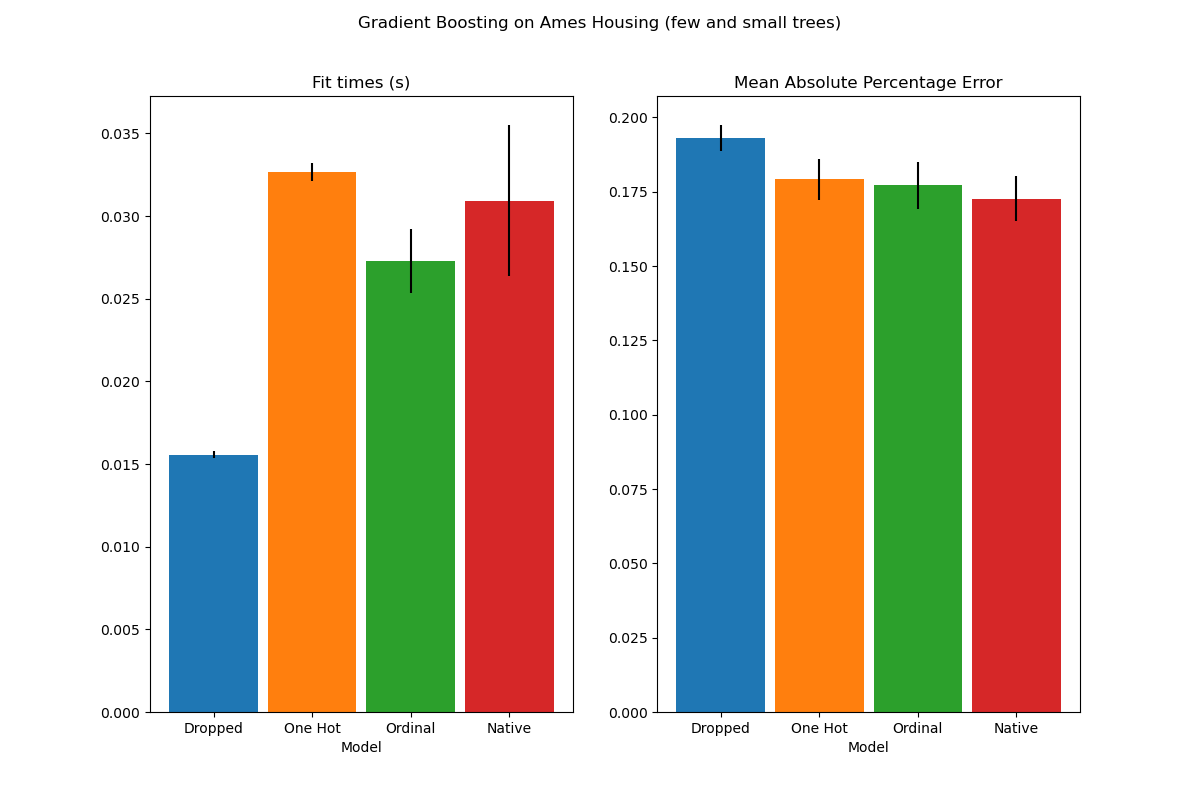 Gradient Boosting on Ames Housing (few and small trees)
Fit times (s)
0.035
0.030
0.025
0.020
0.015
0.010
0.005
0.000
Dropped One Hot Ordinal Native
Model
Mean Absolute Percentage Error
0.200
0.175
0.150
0.125
0.100
0.075
0.050
0.025
0.000
Dropped One Hot Ordinal Native
Model